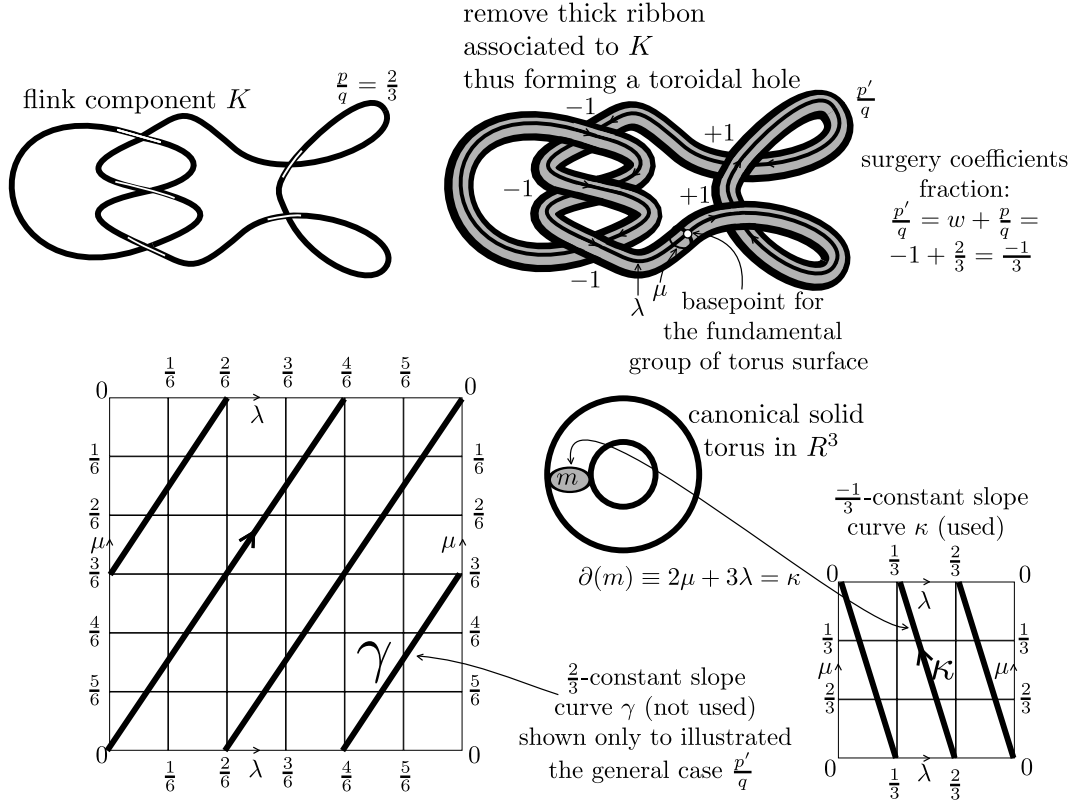 remove thick ribbon
associated to K
thus forming a toroidal hole
flink component K
p/q = 2/3
p'/q
-1
+1
-1
+1
-1
surgery coefficients
fraction:
p'/q = w + p/q =
-1 + 2/3 = -1/3
λ
μ
basepoint for
the fundamental
group of torus surface
0 1/6 2/6 3/6 4/6 5/6 0
λ
1/6 1/6
2/6 2/6
μ μ
3/6 3/6
4/6 4/6
5/6 5/6
γ
0 1/6 2/6 λ 3/6 4/6 5/6 0
canonical solid
torus in R³
m
∂(m) ≡ 2μ + 3λ = κ
2/3-constant slope
curve γ (not used)
shown only to illustrated
the general case p'/q
-1/3-constant slope
curve κ (used)
0 1/3 2/3 0
λ
1/3 1/3
μ κ μ
2/3 2/3
0 1/3 λ 2/3 0